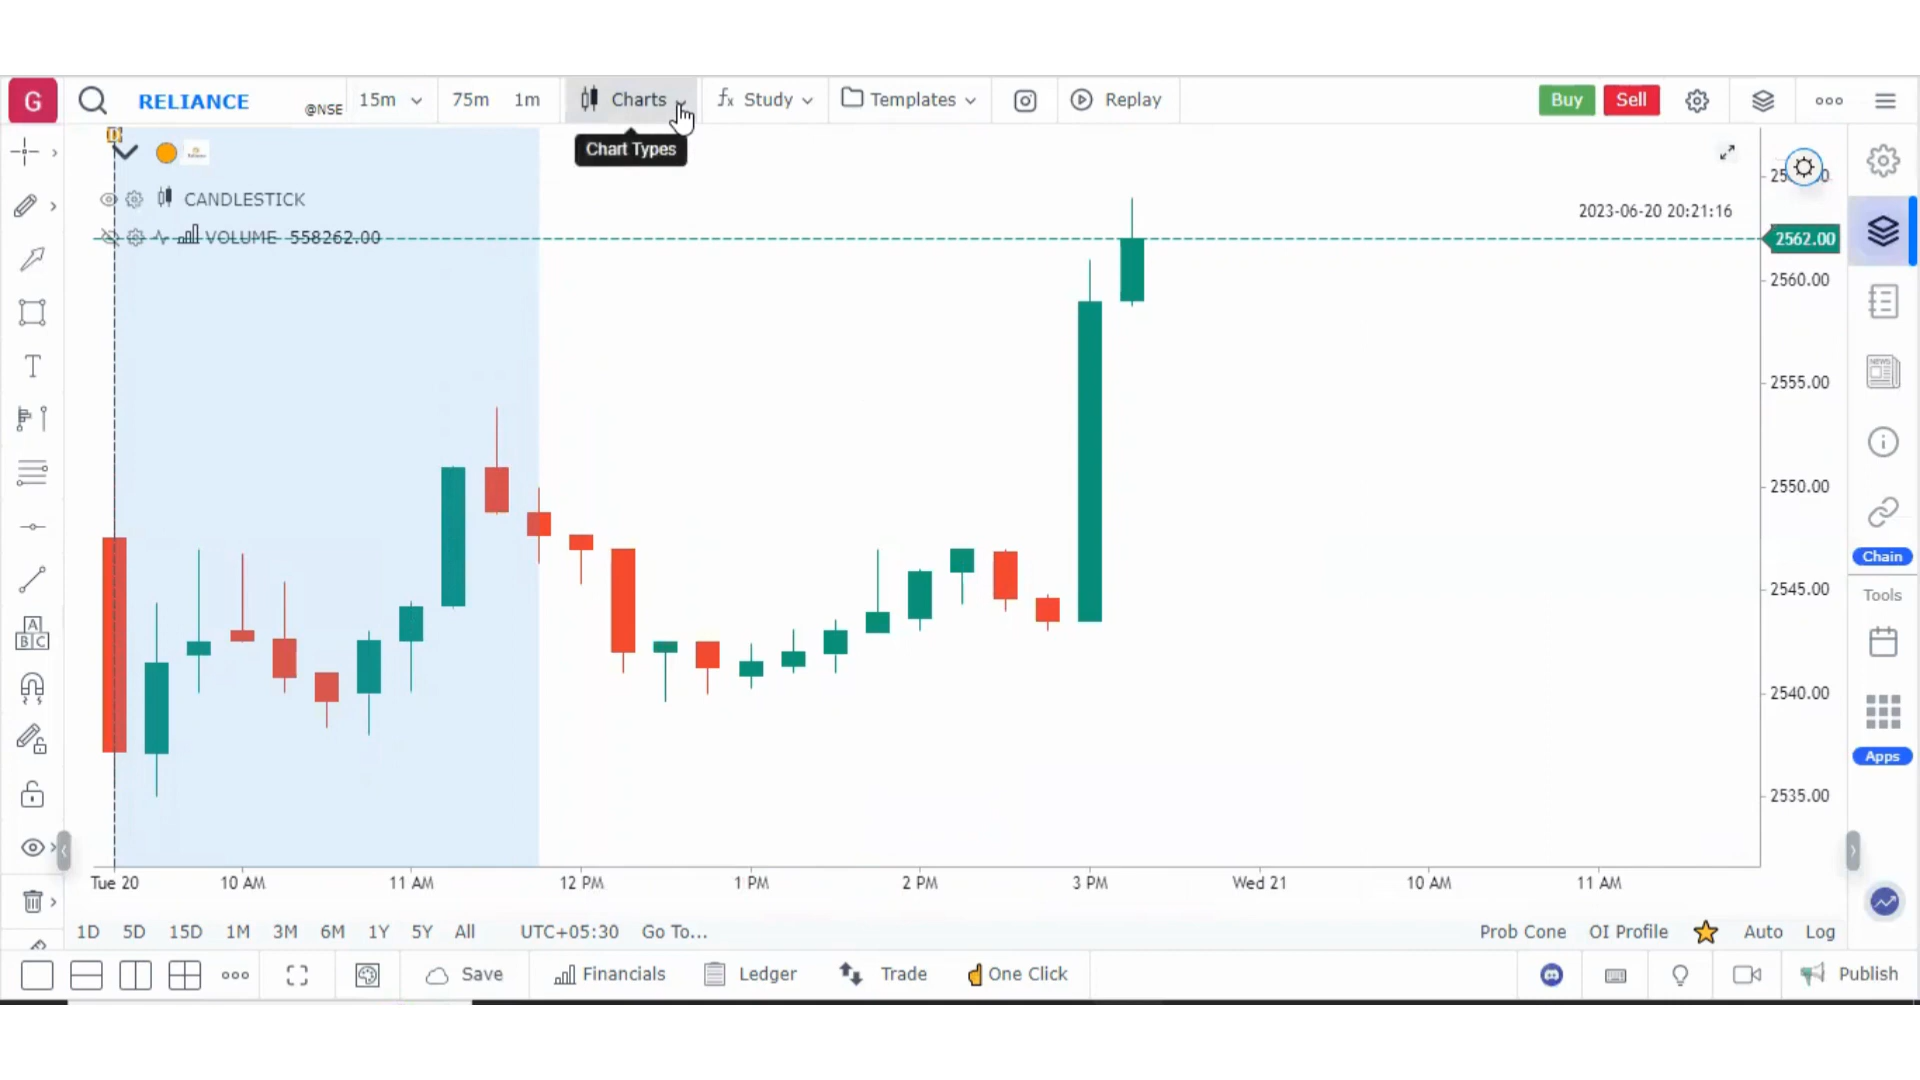 G RELIANCE @NSE 15m 75m 1m Charts Study Templates Replay Buy Sell
Chart Types
CANDLESTICK
VOLUME 558262.00
2023-06-20 20:21:16
2562.00
2560.00
2555.00
2550.00
2545.00
2540.00
2535.00
NEWS
Chain
Tools
Apps
T
A
B C
Tue 20 10 AM 11 AM 12 PM 1 PM 2 PM 3 PM Wed 21 10 AM 11 AM
1D 5D 15D 1M 3M 6M 1Y 5Y All UTC+05:30 Go To... Prob Cone OI Profile Auto Log
Save Financials Ledger Trade One Click Publish